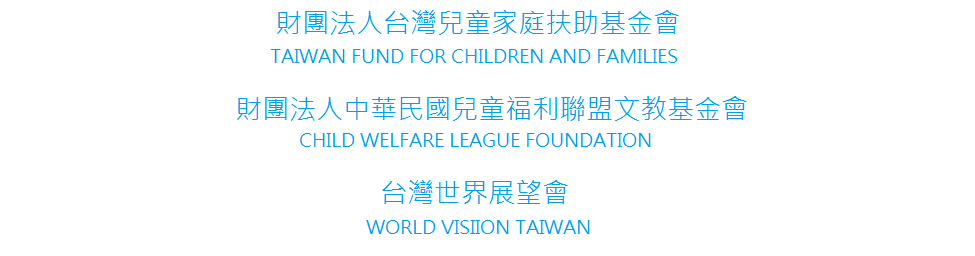 財團法人台灣兒童家庭扶助基金會
TAIWAN FUND FOR CHILDREN AND FAMILIES
財團法人中華民國兒童福利聯盟文教基金會
CHILD WELFARE LEAGUE FOUNDATION
台灣世界展望會
WORLD VISIION TAIWAN